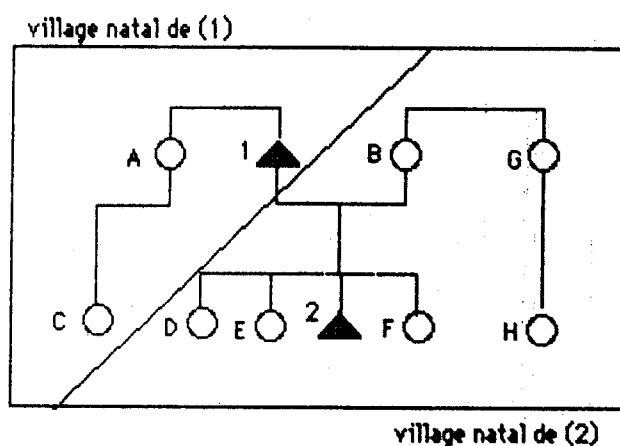 village natal de (1)
A 1 B G
C D E 2 F H
village natal de (2)